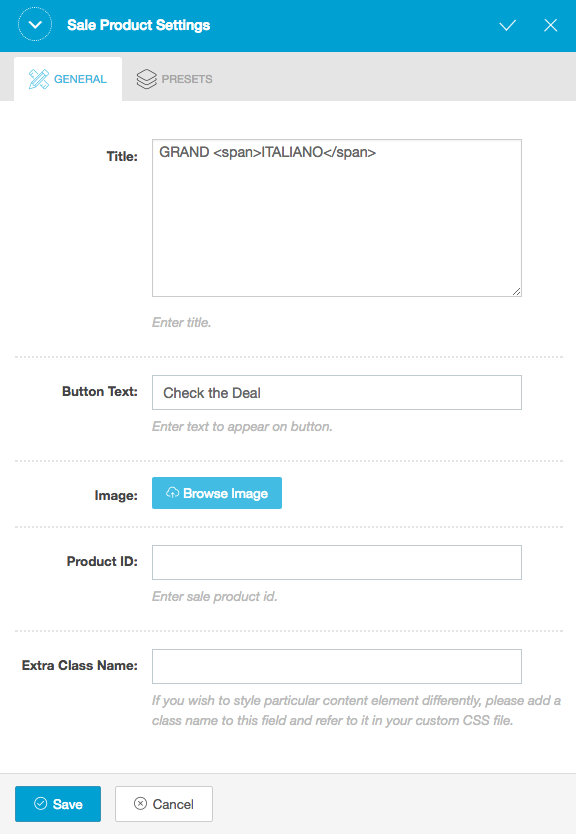 Sale Product Settings
GENERAL
PRESETS
Title:
GRAND <span>ITALIANO</span>
Enter title.
Button Text:
Check the Deal
Enter text to appear on button.
Image:
Browse Image
Product ID:
Enter sale product id.
Extra Class Name:
If you wish to style particular content element differently, please add a
class name to this field and refer to it in your custom CSS file.
Save
Cancel